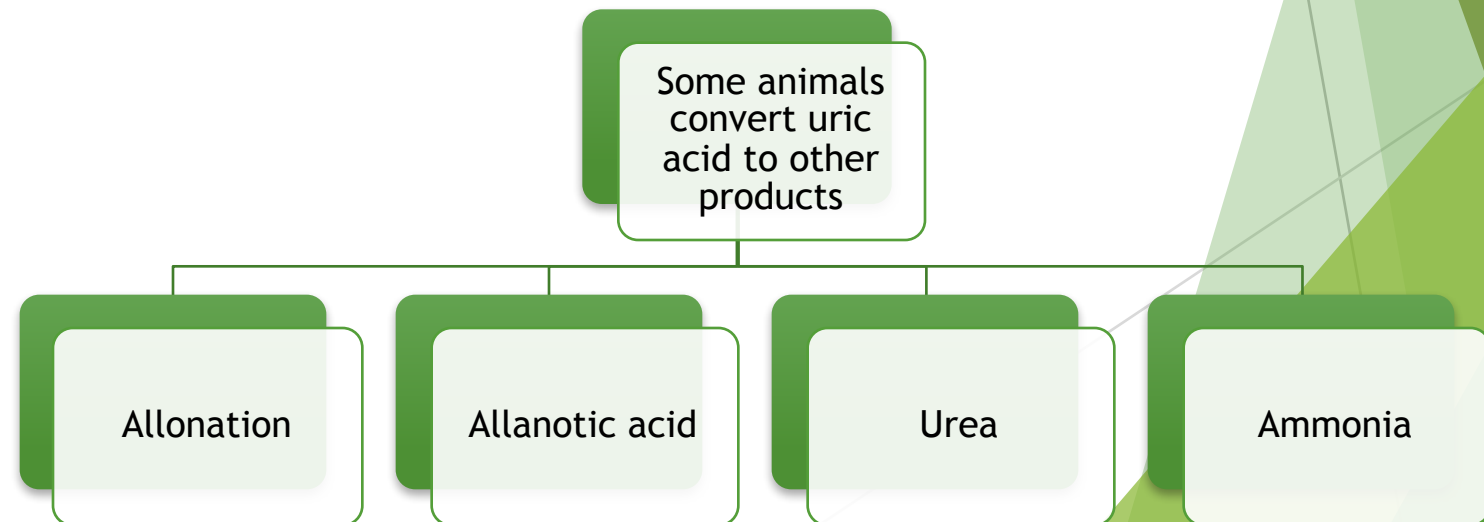 Some animals
convert uric
acid to other
products
Allonation
Allanotic acid
Urea
Ammonia